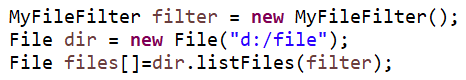 MyFileFilter filter = new MyFileFilter();
File dir = new File("d:/file");
File files[]=dir.listFiles(filter);